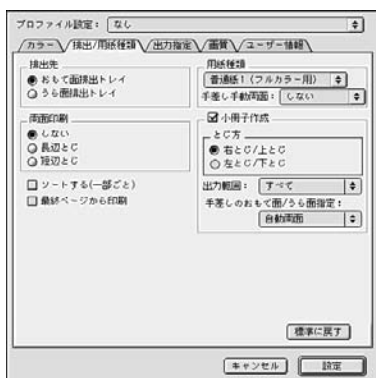 プロファイル設定： なし
カラー 排出/用紙種類 出力指定 画質 ユーザー情報
排出先
おもて面排出トレイ
うら面排出トレイ
両面印刷
しない
長辺とじ
短辺とじ
ソートする(一部ごと)
最終ページから印刷
用紙種類
普通紙1（フルカラー用）
手差し手動両面： しない
小冊子作成
とじ方
右とじ/上とじ
左とじ/下とじ
出力範囲： すべて
手差しのおもて面/うら面指定：
自動両面
標準に戻す
キャンセル 設定